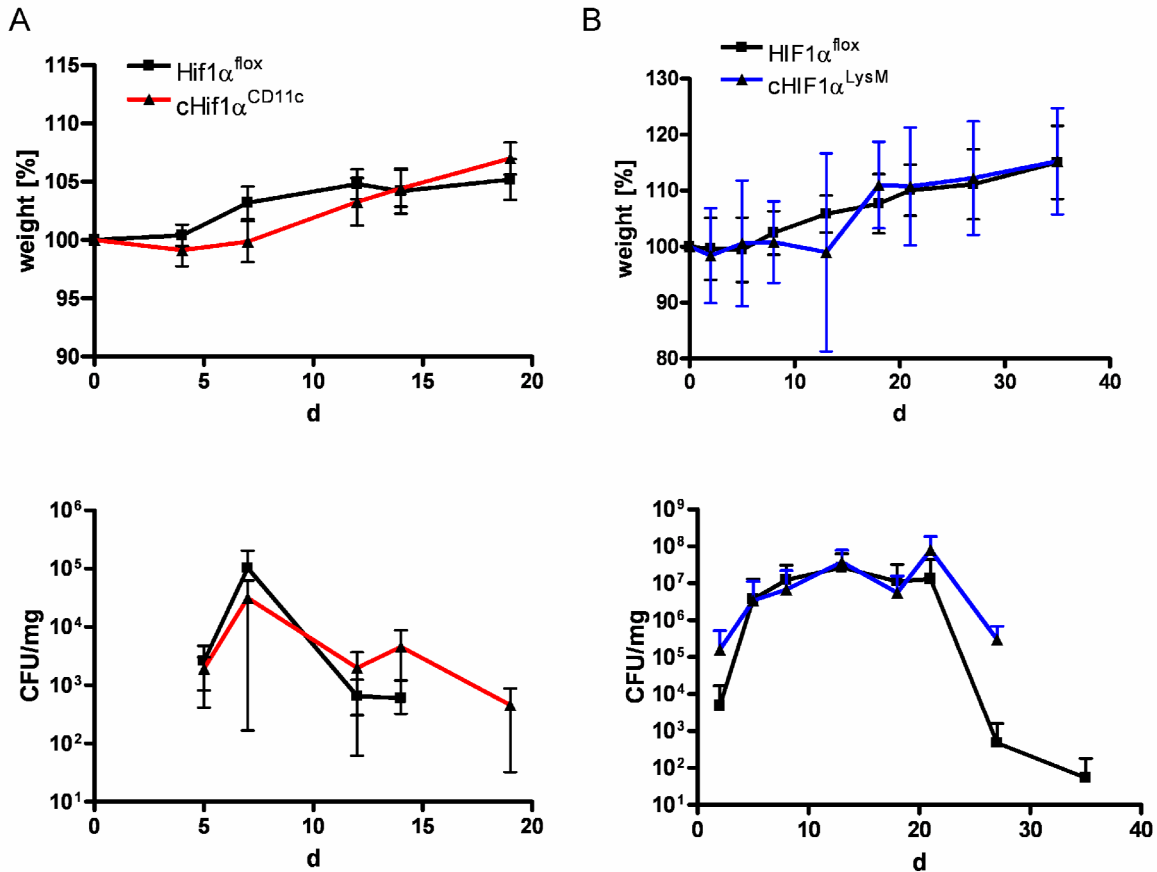 A
Hif1α^flox
cHif1α^CD11c
115
110
105
100
95
90
weight [%]
0 5 10 15 20
d
B
HIF1α^flox
cHIF1α^LysM
130
120
110
100
90
80
weight [%]
0 10 20 30 40
d
10^6
10^5
10^4
10^3
10^2
10^1
CFU/mg
0 5 10 15 20
d
10^9
10^8
10^7
10^6
10^5
10^4
10^3
10^2
10^1
CFU/mg
0 10 20 30 40
d